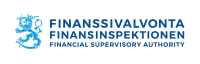 FINANSSIVALVONTA
FINANSINSPEKTIONEN
FINANCIAL SUPERVISORY AUTHORITY